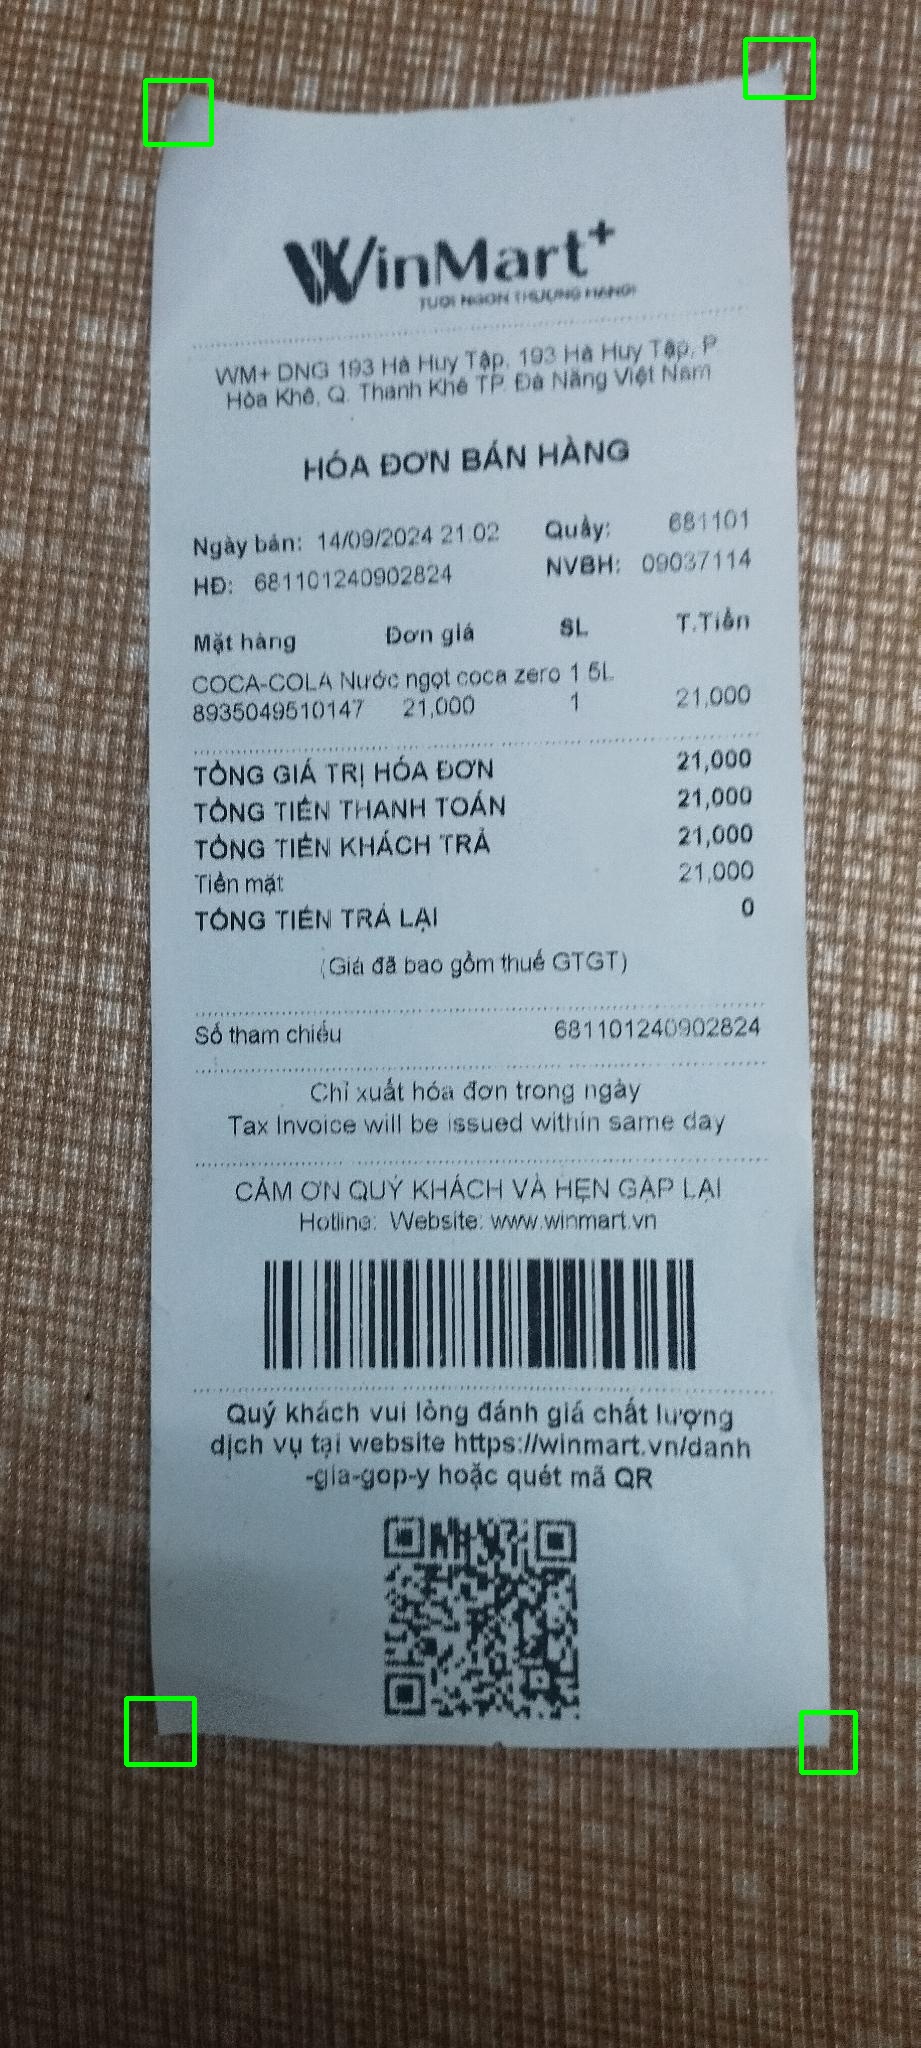 WinMart+
TƯƠI NGON THƯỢNG HẠNG!
WM+ DNG 193 Hà Huy Tập, 193 Hà Huy Tập, P
Hòa Khê, Q. Thanh Khê TP. Đà Nẵng Việt Nam
HÓA ĐƠN BÁN HÀNG
Ngày bán: 14/09/2024 21:02 Quầy: 681101
HĐ: 681101240902824 NVBH: 09037114
Mặt hàng Đơn giá SL T.Tiền
COCA-COLA Nước ngọt coca zero 1 5L
8935049510147 21,000 1 21,000
TỔNG GIÁ TRỊ HÓA ĐƠN 21,000
TỔNG TIỀN THANH TOÁN 21,000
TỔNG TIỀN KHÁCH TRẢ 21,000
Tiền mặt 21,000
TỔNG TIỀN TRẢ LẠI 0
(Giá đã bao gồm thuế GTGT)
Số tham chiếu 681101240902824
Chỉ xuất hóa đơn trong ngày
Tax Invoice will be issued within same day
CẢM ƠN QUÝ KHÁCH VÀ HẸN GẶP LẠI
Hotline: Website: www.winmart.vn
Quý khách vui lòng đánh giá chất lượng
dịch vụ tại website https://winmart.vn/danh
-gia-gop-y hoặc quét mã QR